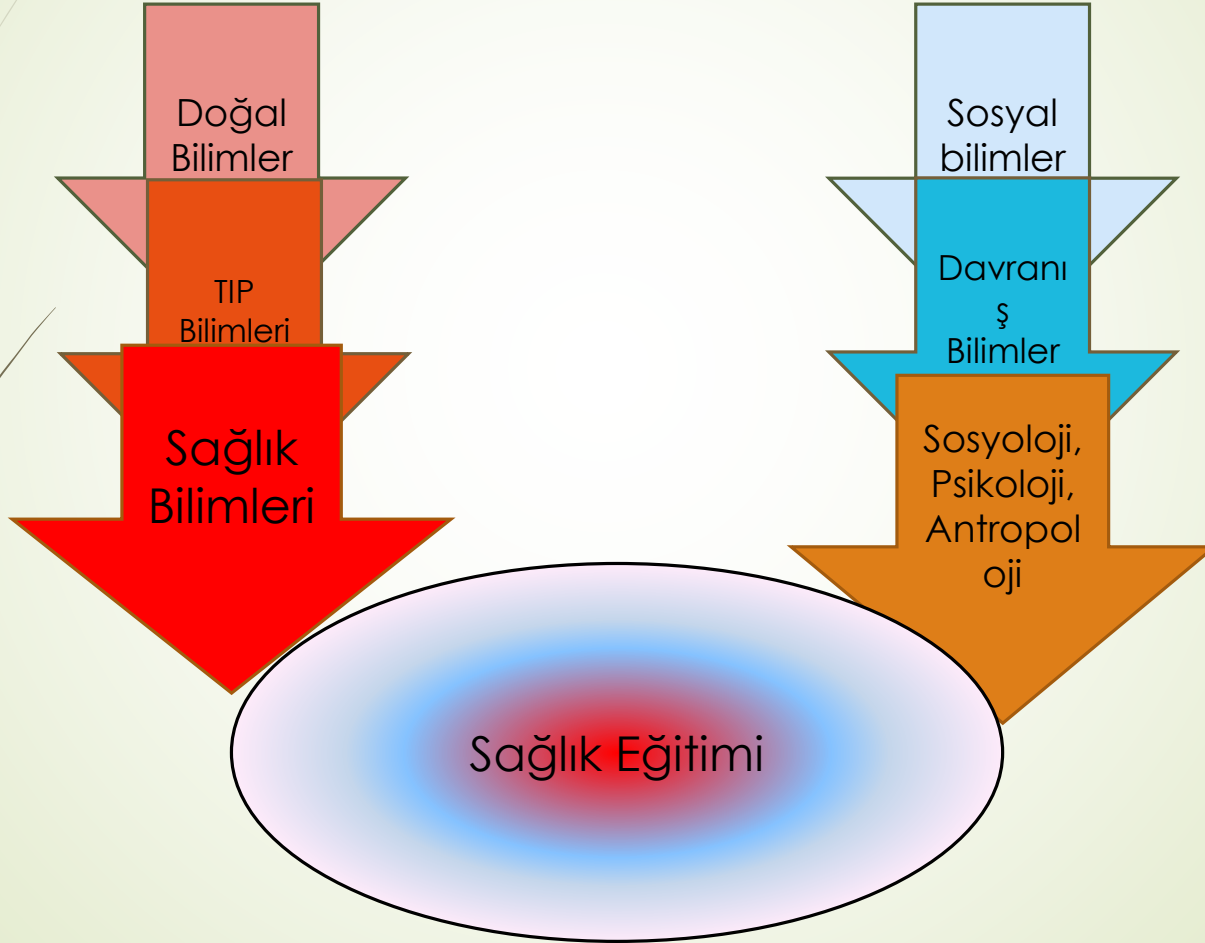 Doğal
Bilimler
TIP
Bilimleri
Sağlık
Bilimleri
Sosyal
bilimler
Davranı
ş
Bilimler
Sosyoloji,
Psikoloji,
Antropol
oji
Sağlık Eğitimi